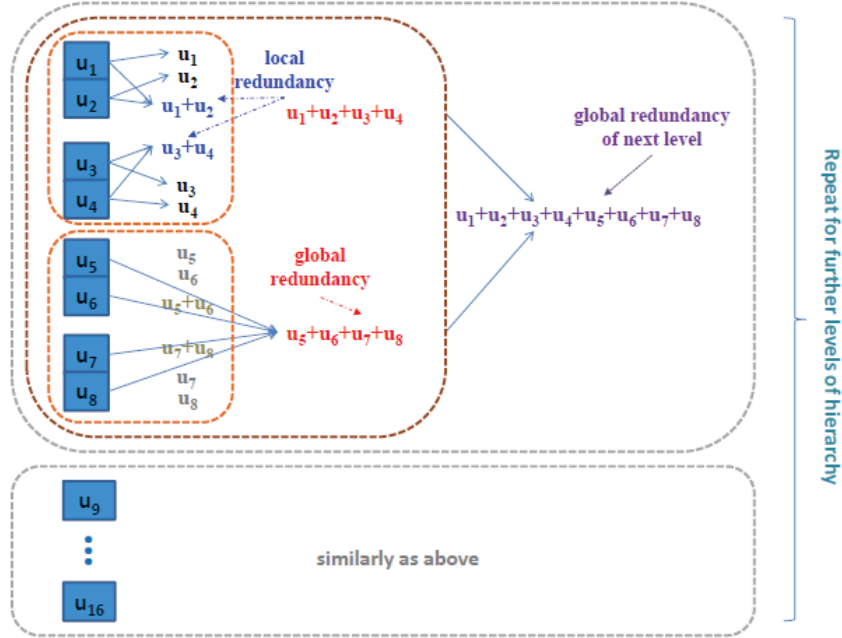 u₁
u₂
u₃
u₄
u₁
u₂
u₁+u₂
u₃+u₄
u₃
u₄
local
redundancy
u₁+u₂+u₃+u₄
global redundancy
of next level
u₁+u₂+u₃+u₄+u₅+u₆+u₇+u₈
u₅
u₆
u₇
u₈
u₅
u₆
u₅+u₆
u₇+u₈
u₇
u₈
global
redundancy
u₅+u₆+u₇+u₈
u₉
u₁₆
similarly as above
Repeat for further levels of hierarchy